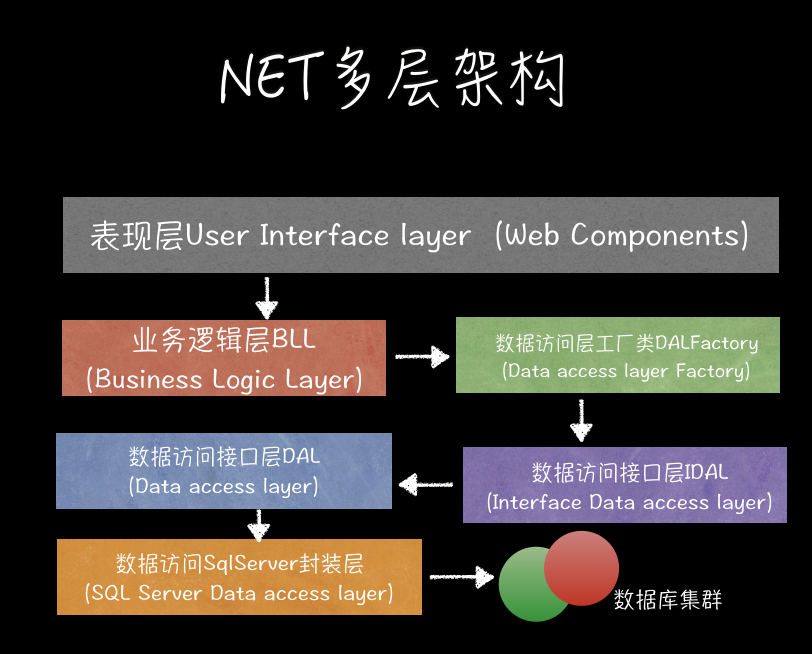 NET多层架构
表现层User Interface layer（Web Components）
业务逻辑层BLL
(Business Logic Layer)
数据访问层工厂类DALFactory
(Data access layer Factory)
数据访问接口层DAL
(Data access layer)
数据访问接口层IDAL
(Interface Data access layer)
数据访问SqlServer封装层
(SQL Server Data access layer)
数据库集群